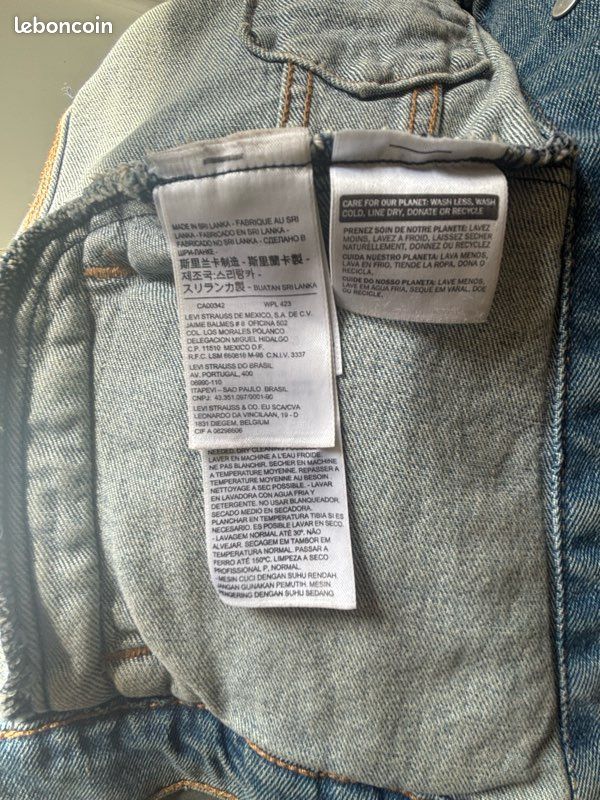 leboncoin
MADE IN SRI LANKA - FABRIQUE AU SRI
LANKA - FABRICADO EN SRI LANKA -
FABRICADO NO SRI LANKA - СДЕЛАНО В
ШРИ-ЛАНКЕ -
斯里兰卡制造 - 斯里蘭卡製 -
제조국:스리랑카 -
スリランカ製 - BUATAN SRI LANKA
CA00342 WPL 423
LEVI STRAUSS DE MEXICO, S.A. DE C.V.
JAIME BALMES # 8 OFICINA 502
COL. LOS MORALES POLANCO
DELEGACION MIGUEL HIDALGO
C.P. 11510 MEXICO D.F.
R.F.C. LSM 650816 M-95 C.N.I.V. 3337
LEVI STRAUSS DO BRASIL
AV. PORTUGAL, 400
06690-110
ITAPEVI – SAO PAULO BRASIL
CNPJ: 43.351.097/0001-90
LEVI STRAUSS & CO. EU SCA/CVA
LEONARDO DA VINCILAAN, 19 - D
1831 DIEGEM, BELGIUM
CIF A 08298606
NEEDED. DRY CLEANING
LAVER EN MACHINE A L'EAU FROIDE
NE PAS BLANCHIR. SECHER EN MACHINE
A TEMPERATURE MOYENNE. REPASSER A
TEMPERATURE MOYENNE AU BESOIN
NETTOYAGE A SEC POSSIBLE. - LAVAR
EN LAVADORA CON AGUA FRIA Y
DETERGENTE. NO USAR BLANQUEADOR.
SECADO MEDIO EN SECADORA.
PLANCHAR EN TEMPERATURA TIBIA SI ES
NECESARIO. ES POSIBLE LAVAR EN SECO.
- LAVAGEM NORMAL ATÉ 30º. NÃO
ALVEJAR. SECAGEM EM TAMBOR EM
TEMPERATURA NORMAL. PASSAR A
FERRO ATÉ 150ºC. LIMPEZA A SECO
PROFISSIONAL P, NORMAL.
- MESIN CUCI DENGAN SUHU RENDAH.
JANGAN GUNAKAN PEMUTIH. MESIN
PENGERING DENGAN SUHU SEDANG
CARE FOR OUR PLANET: WASH LESS, WASH
COLD, LINE DRY, DONATE OR RECYCLE
PRENEZ SOIN DE NOTRE PLANETE: LAVEZ
MOINS, LAVEZ A FROID, LAISSEZ SECHER
NATURELLEMENT, DONNEZ OU RECYCLEZ
CUIDA NUESTRO PLANETA: LAVA MENOS,
LAVA EN FRIO, TIENDE LA ROPA, DONA O
RECICLA.
CUIDE DO NOSSO PLANETA: LAVE MENOS,
LAVE EM ÁGUA FRIA, SEQUE EM VARAL, DOE
OU RECICLE.